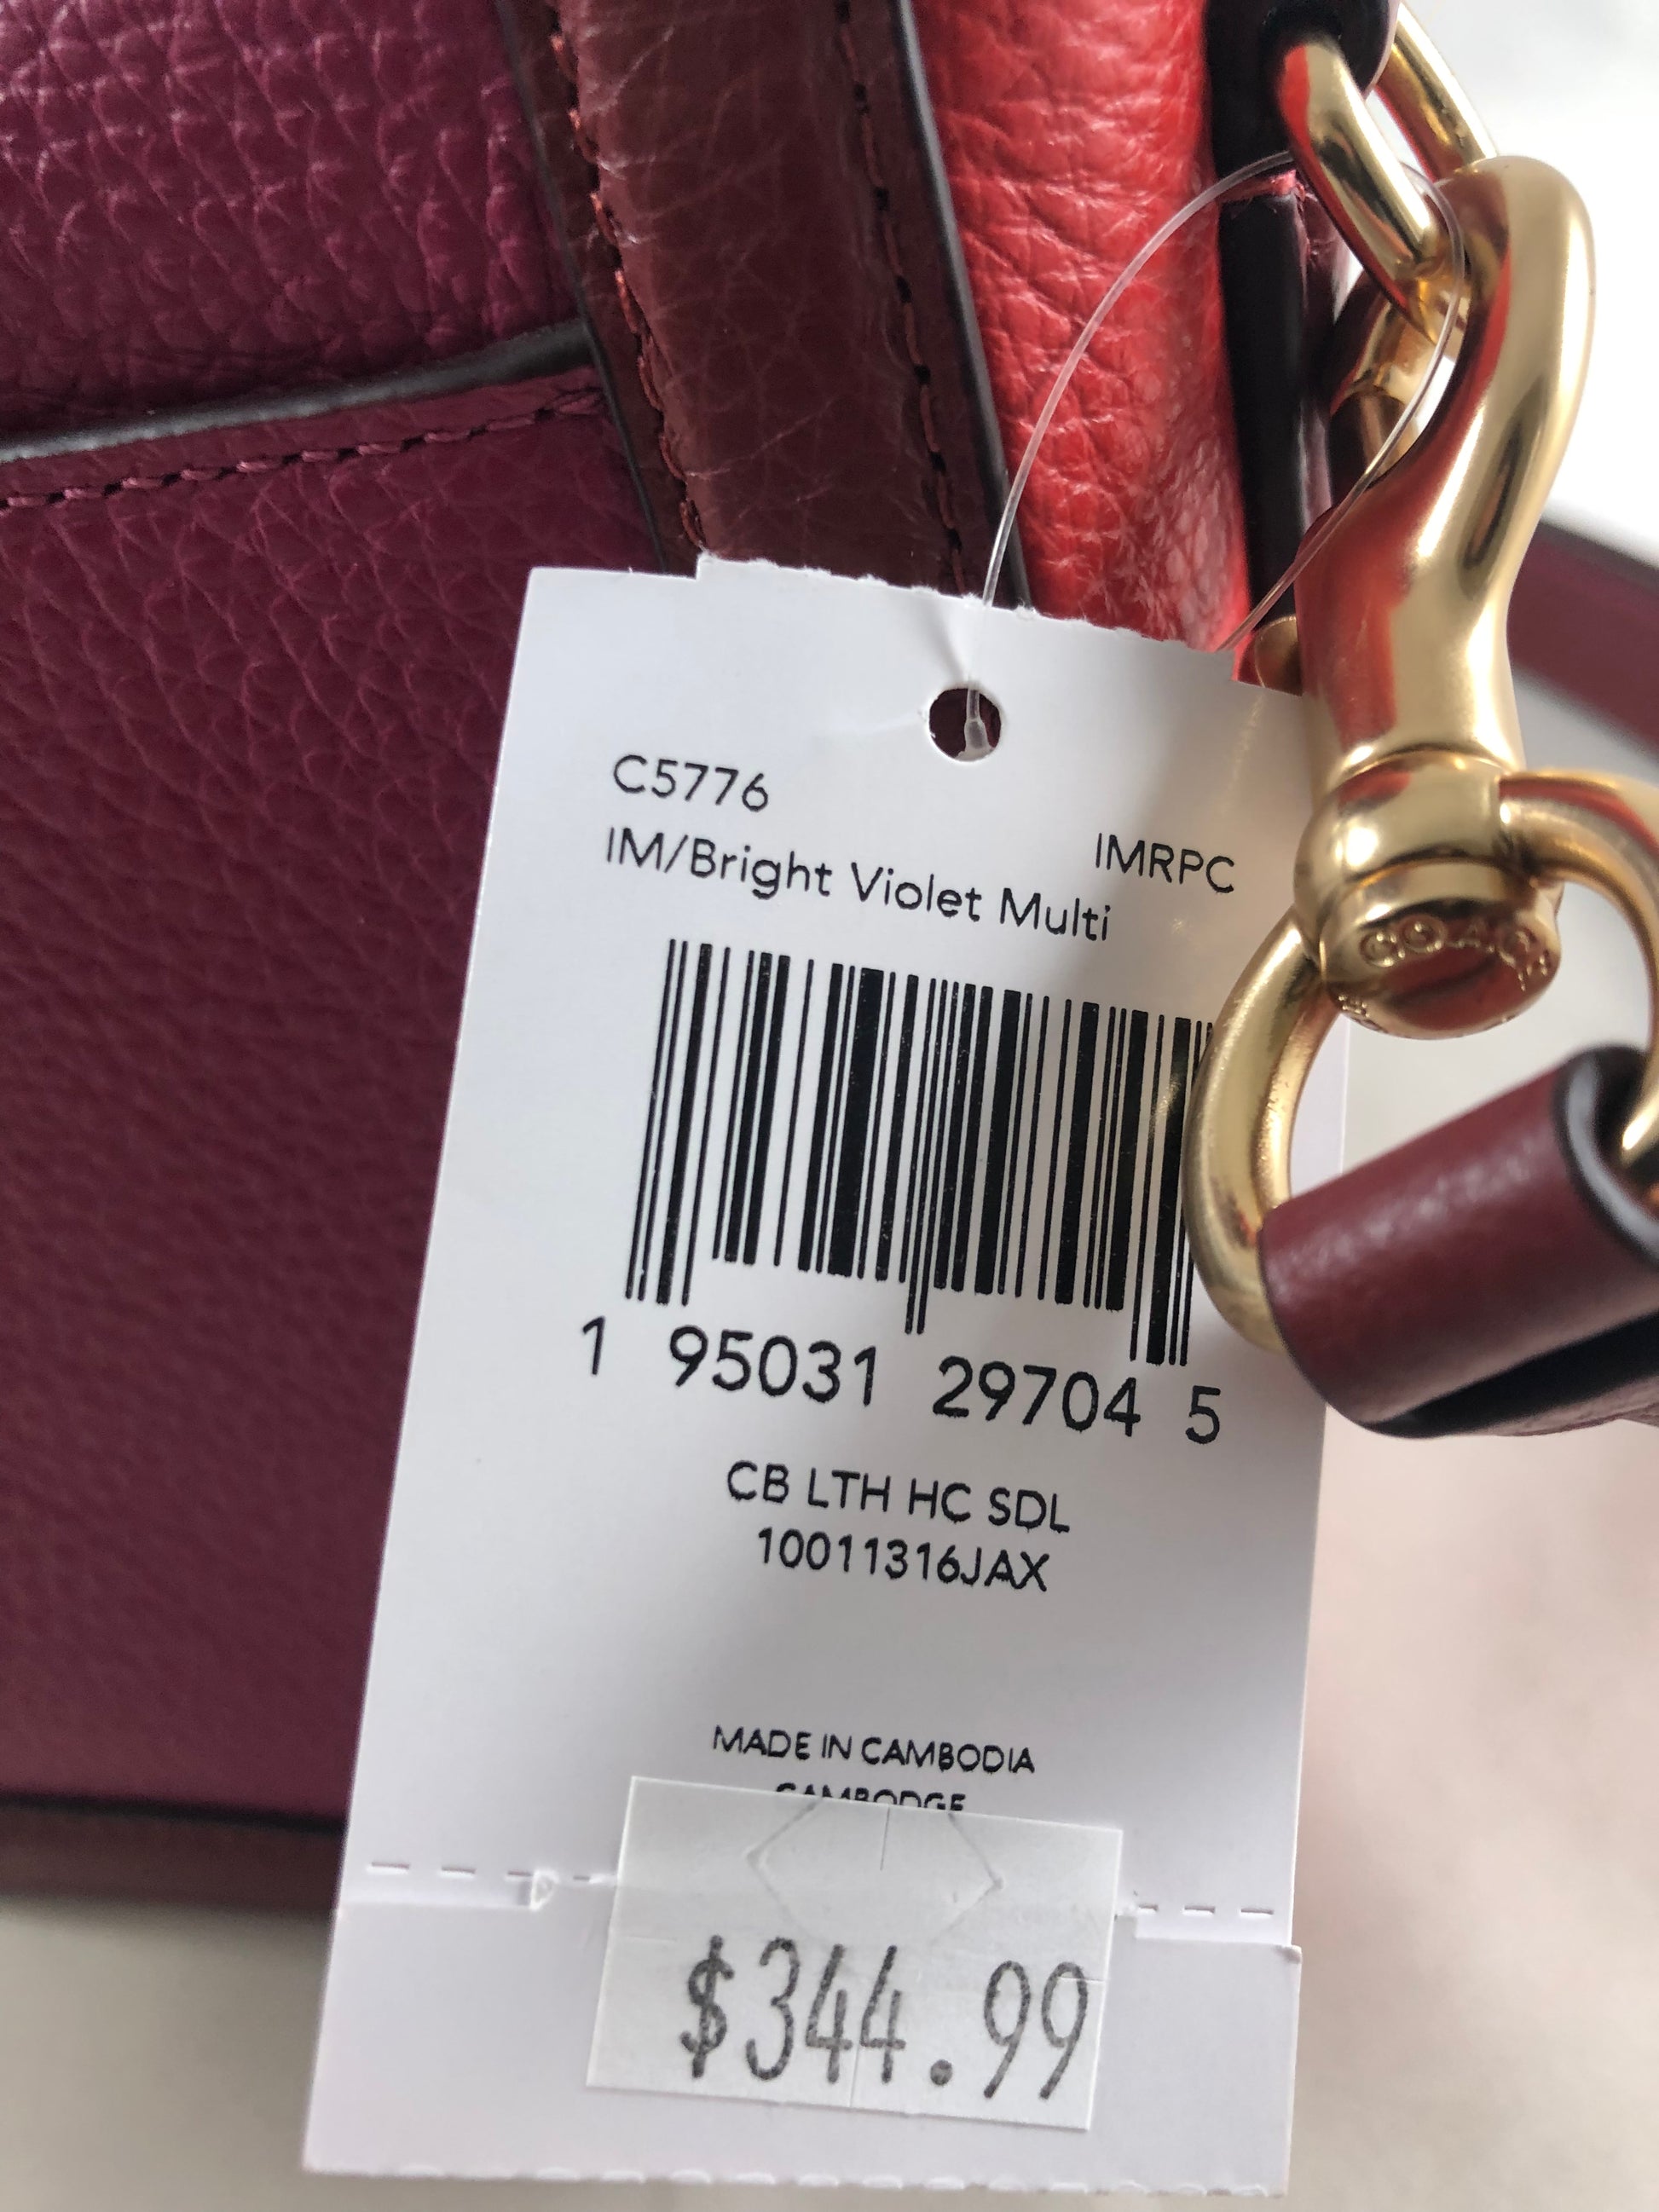 C5776
IMRPC
IM/Bright Violet Multi
COACH
1 95031 29704 5
CB LTH HC SDL
10011316JAX
MADE IN CAMBODIA
CAMBODGE
$344.99